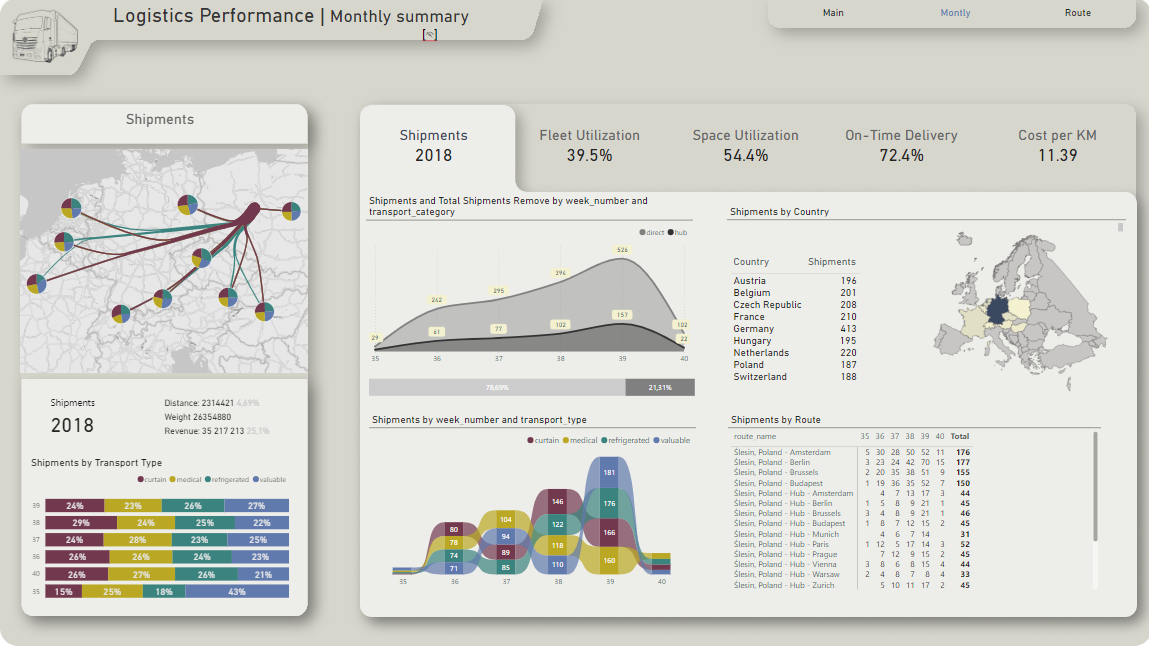 Logistics Performance | Monthly summary
Main
Montly
Route
Shipments
Shipments
2018
Distance: 2314421 4,69%
Weight 26354880
Revenue: 35 217 213 25,1%
Shipments by Transport Type
curtain medical refrigerated valuable
39 24% 23% 26% 27%
38 29% 24% 25% 22%
37 24% 28% 23% 25%
36 26% 26% 24% 23%
40 26% 27% 26% 21%
35 15% 25% 18% 43%
Shipments
2018
Fleet Utilization
39.5%
Space Utilization
54.4%
On-Time Delivery
72.4%
Cost per KM
11.39
Shipments and Total Shipments Remove by week_number and
transport_category
direct hub
526
396
295
242
157
102
102
77
61
29
22
35 36 37 38 39 40
78,69% 21,31%
Shipments by week_number and transport_type
curtain medical refrigerated valuable
80 78 74 71
104 94 89 85
146 122 118 110
181 176 166 160
35 36 37 38 39 40
Shipments by Country
Country Shipments
Austria 196
Belgium 201
Czech Republic 208
France 210
Germany 413
Hungary 195
Netherlands 220
Poland 187
Switzerland 188
Shipments by Route
route_name 35 36 37 38 39 40 Total
Ślesin, Poland - Amsterdam 5 30 28 50 52 11 176
Ślesin, Poland - Berlin 3 23 24 42 70 15 177
Ślesin, Poland - Brussels 2 20 35 38 51 9 155
Ślesin, Poland - Budapest 1 19 36 35 52 7 150
Ślesin, Poland - Hub - Amsterdam 4 7 13 17 3 44
Ślesin, Poland - Hub - Berlin 1 5 8 9 21 1 45
Ślesin, Poland - Hub - Brussels 3 4 8 9 21 1 46
Ślesin, Poland - Hub - Budapest 1 8 7 12 15 2 45
Ślesin, Poland - Hub - Munich 4 6 7 14 31
Ślesin, Poland - Hub - Paris 1 12 5 17 14 3 52
Ślesin, Poland - Hub - Prague 7 12 9 15 2 45
Ślesin, Poland - Hub - Vienna 3 8 6 8 15 4 44
Ślesin, Poland - Hub - Warsaw 2 4 8 7 8 4 33
Ślesin, Poland - Hub - Zurich 5 10 11 17 2 45